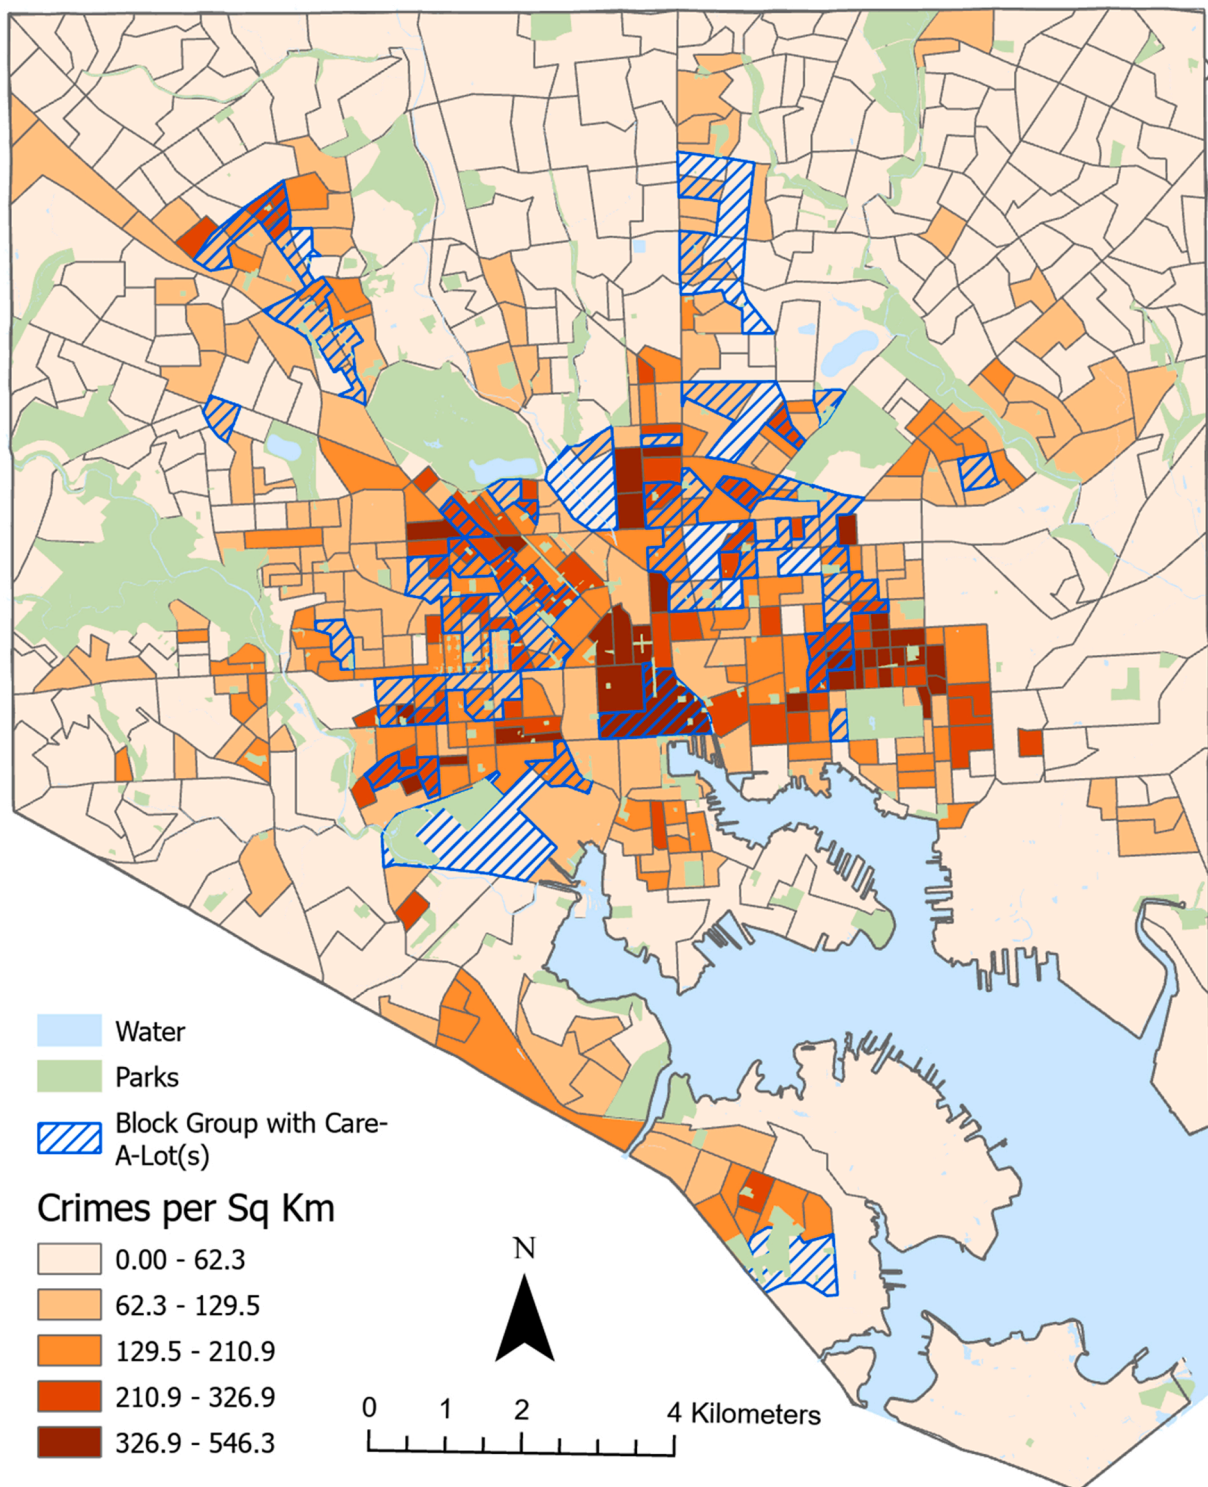 Water
Parks
Block Group with Care-
A-Lot(s)
Crimes per Sq Km
0.00 - 62.3
62.3 - 129.5
129.5 - 210.9
210.9 - 326.9
326.9 - 546.3
N
0 1 2 4 Kilometers